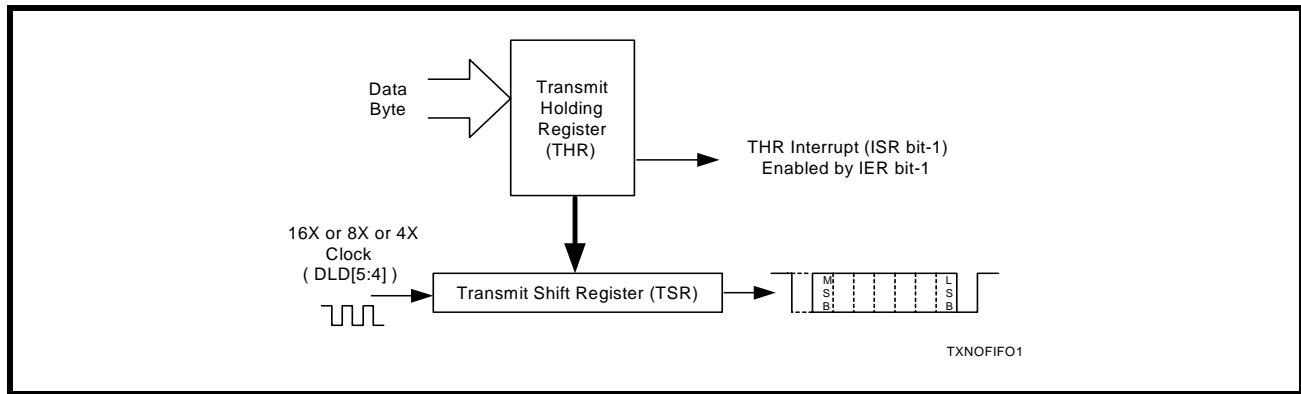 Data
Byte
Transmit
Holding
Register
(THR)
THR Interrupt (ISR bit-1)
Enabled by IER bit-1
16X or 8X or 4X
Clock
( DLD[5:4] )
Transmit Shift Register (TSR)
M
S
B
L
S
B
TXNOFIFO1